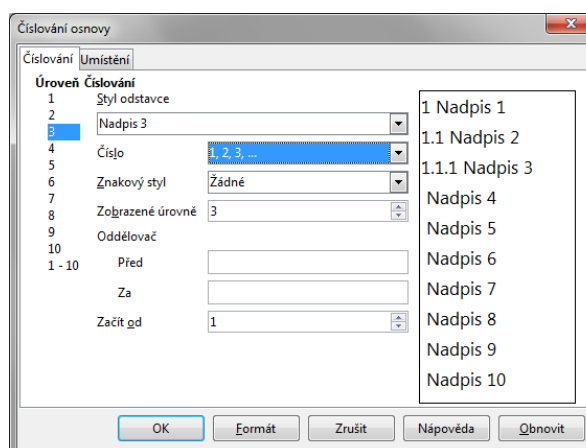 Číslování osnovy
Číslování Umístění
Úroveň Číslování
1
2
3
4
5
6
7
8
9
10
1 - 10
Styl odstavce
Nadpis 3
Číslo 1, 2, 3, ...
Znakový styl Žádné
Zobrazené úrovně 3
Oddělovač
Před
Za
Začít od 1
1 Nadpis 1
1.1 Nadpis 2
1.1.1 Nadpis 3
Nadpis 4
Nadpis 5
Nadpis 6
Nadpis 7
Nadpis 8
Nadpis 9
Nadpis 10
OK Formát Zrušit Nápověda Obnovit